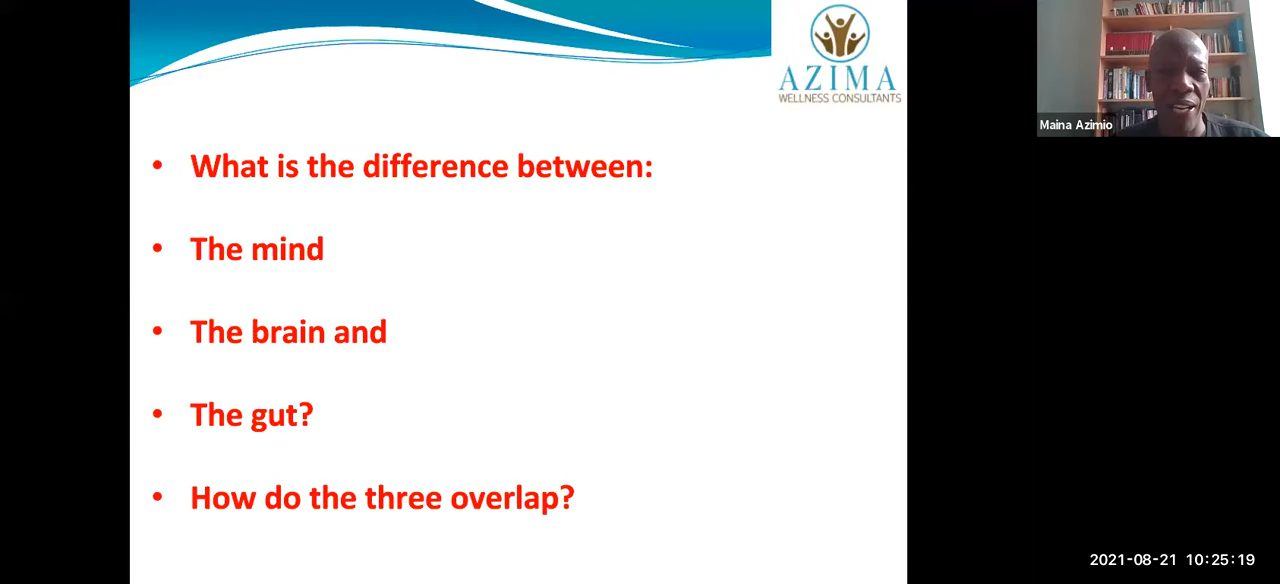 AZIMA
WELLNESS CONSULTANTS
Maina Azimio
• What is the difference between:
• The mind
• The brain and
• The gut?
• How do the three overlap?
2021-08-21 10:25:19